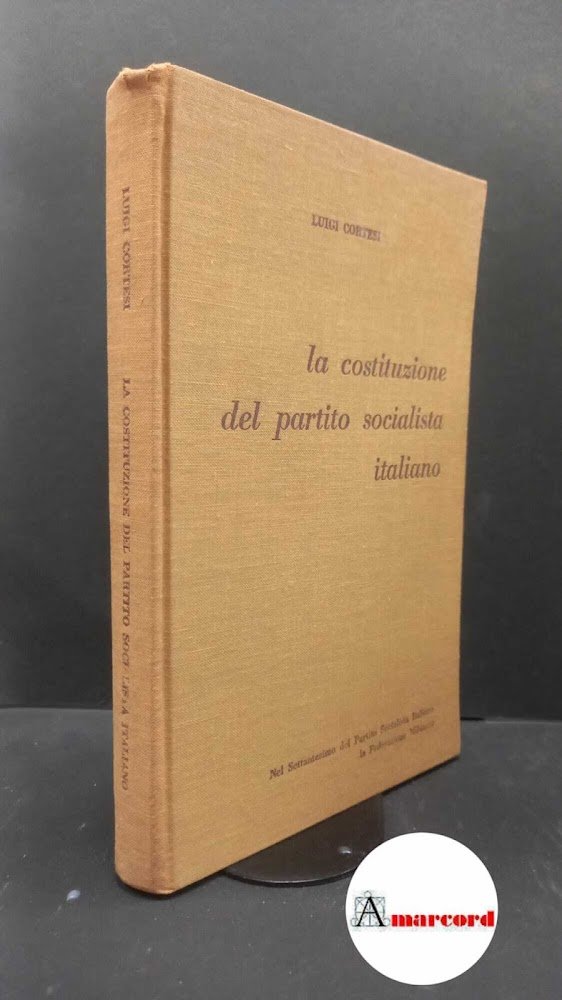 LUIGI CORTESI
LA COSTITUZIONE DEL PARTITO SOCIALISTA ITALIANO
LUIGI CORTESI
la costituzione
del partito socialista
italiano
Nel Settantesimo del Partito Socialista Italiano
la Federazione Milanese
Amarcord